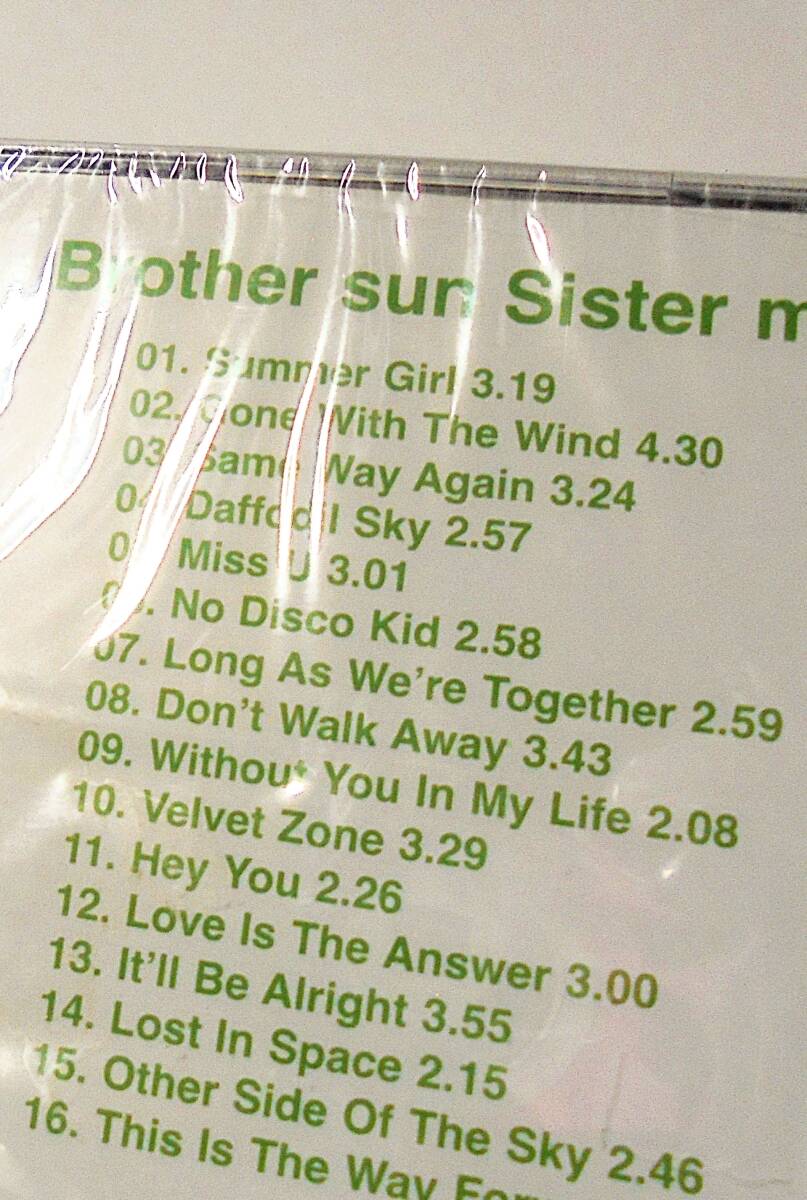 Brother sun Sister m
01. Summer Girl 3.19
02. Gone With The Wind 4.30
03. Same Way Again 3.24
04. Daffodil Sky 2.57
05. Miss U 3.01
06. No Disco Kid 2.58
07. Long As We're Together 2.59
08. Don't Walk Away 3.43
09. Without You In My Life 2.08
10. Velvet Zone 3.29
11. Hey You 2.26
12. Love Is The Answer 3.00
13. It'll Be Alright 3.55
14. Lost In Space 2.15
15. Other Side Of The Sky 2.46
16. This Is The Way For